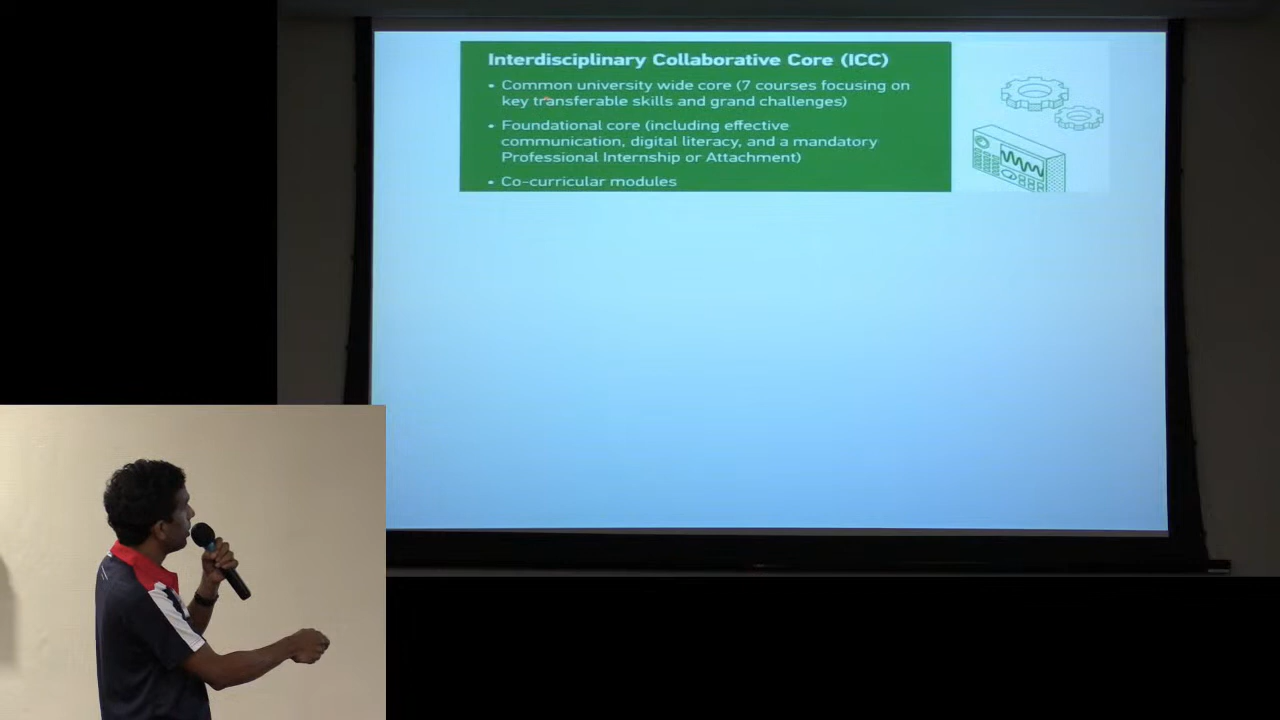 Interdisciplinary Collaborative Core (ICC)
• Common university wide core (7 courses focusing on
key transferable skills and grand challenges)
• Foundational core (including effective
communication, digital literacy, and a mandatory
Professional Internship or Attachment)
• Co-curricular modules